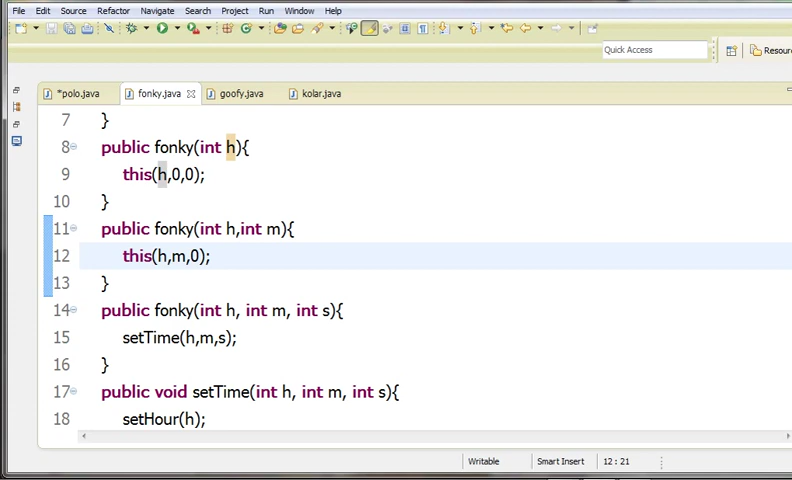 File Edit Source Refactor Navigate Search Project Run Window Help
Quick Access
Resour
*polo.java fonky.java goofy.java kolar.java
7 }
8 public fonky(int h){
9 this(h,0,0);
10 }
11 public fonky(int h,int m){
12 this(h,m,0);
13 }
14 public fonky(int h, int m, int s){
15 setTime(h,m,s);
16 }
17 public void setTime(int h, int m, int s){
18 setHour(h);
Writable Smart Insert 12 : 21